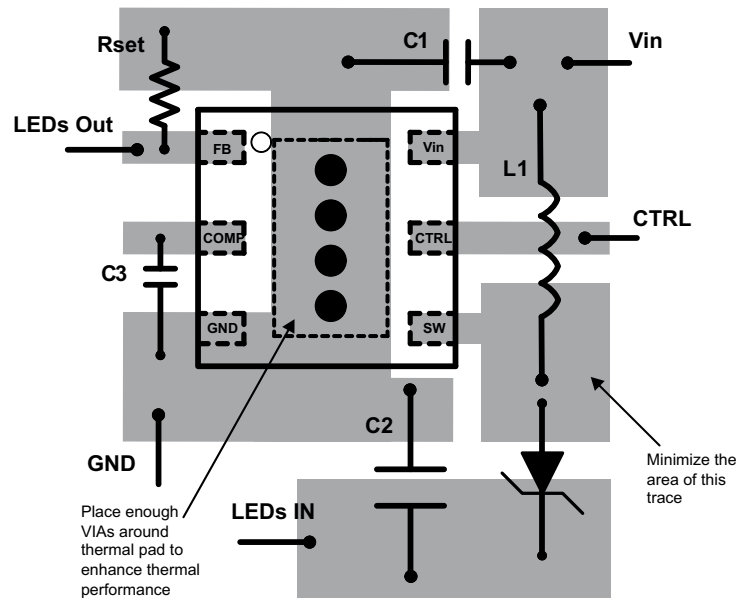 Rset
C1
Vin
LEDs Out
FB
Vin
L1
COMP
CTRL
CTRL
C3
GND
SW
C2
GND
LEDs IN
Minimize the
area of this
trace
Place enough
VIAs around
thermal pad to
enhance thermal
performance